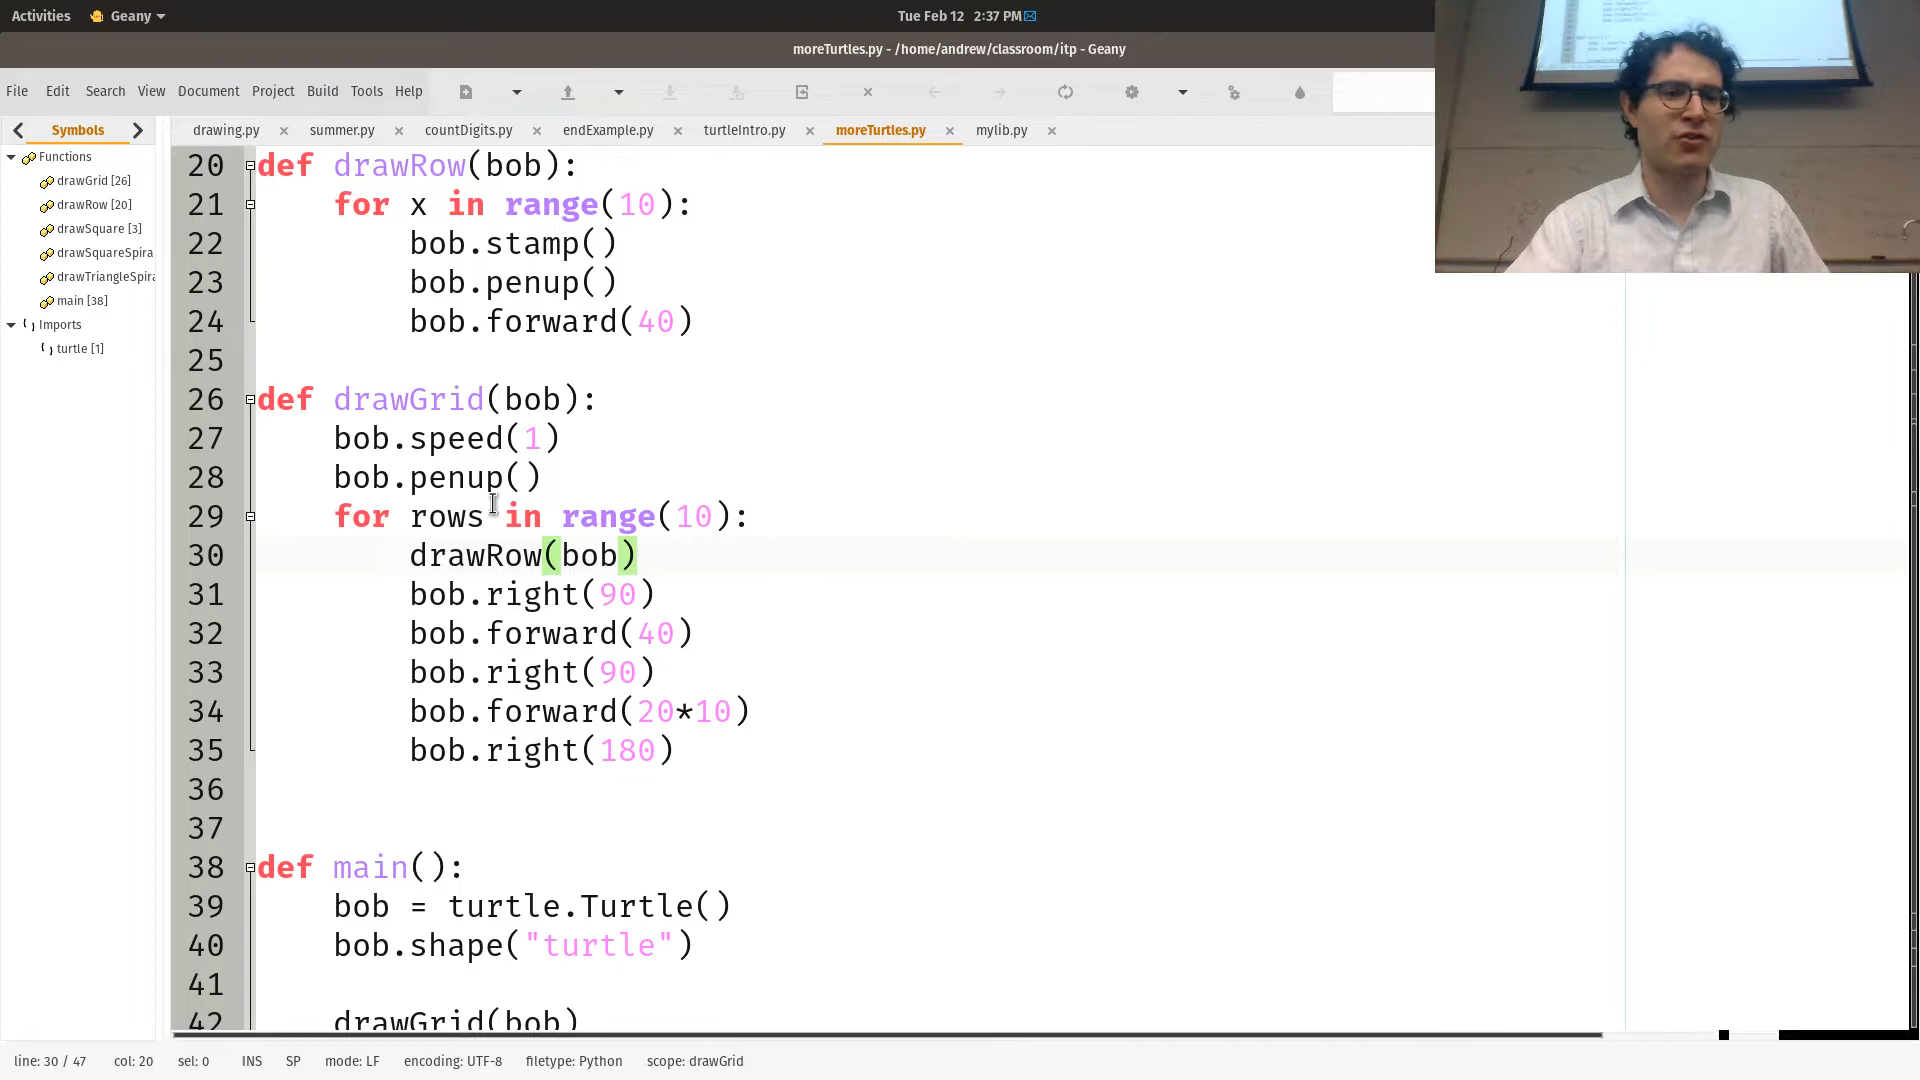 Activities
Geany
Tue Feb 12 2:37 PM
moreTurtles.py - /home/andrew/classroom/itp - Geany
File Edit Search View Document Project Build Tools Help
Symbols
drawing.py
summer.py
countDigits.py
endExample.py
turtleIntro.py
moreTurtles.py
mylib.py
Functions
drawGrid [26]
drawRow [20]
drawSquare [3]
drawSquareSpira
drawTriangleSpira
main [38]
Imports
turtle [1]
20 def drawRow(bob):
21 for x in range(10):
22 bob.stamp()
23 bob.penup()
24 bob.forward(40)
25
26 def drawGrid(bob):
27 bob.speed(1)
28 bob.penup()
29 for rows in range(10):
30 drawRow(bob)
31 bob.right(90)
32 bob.forward(40)
33 bob.right(90)
34 bob.forward(20*10)
35 bob.right(180)
36
37
38 def main():
39 bob = turtle.Turtle()
40 bob.shape("turtle")
41
42 drawGrid(bob)
line: 30 / 47 col: 20 sel: 0 INS SP mode: LF encoding: UTF-8 filetype: Python scope: drawGrid